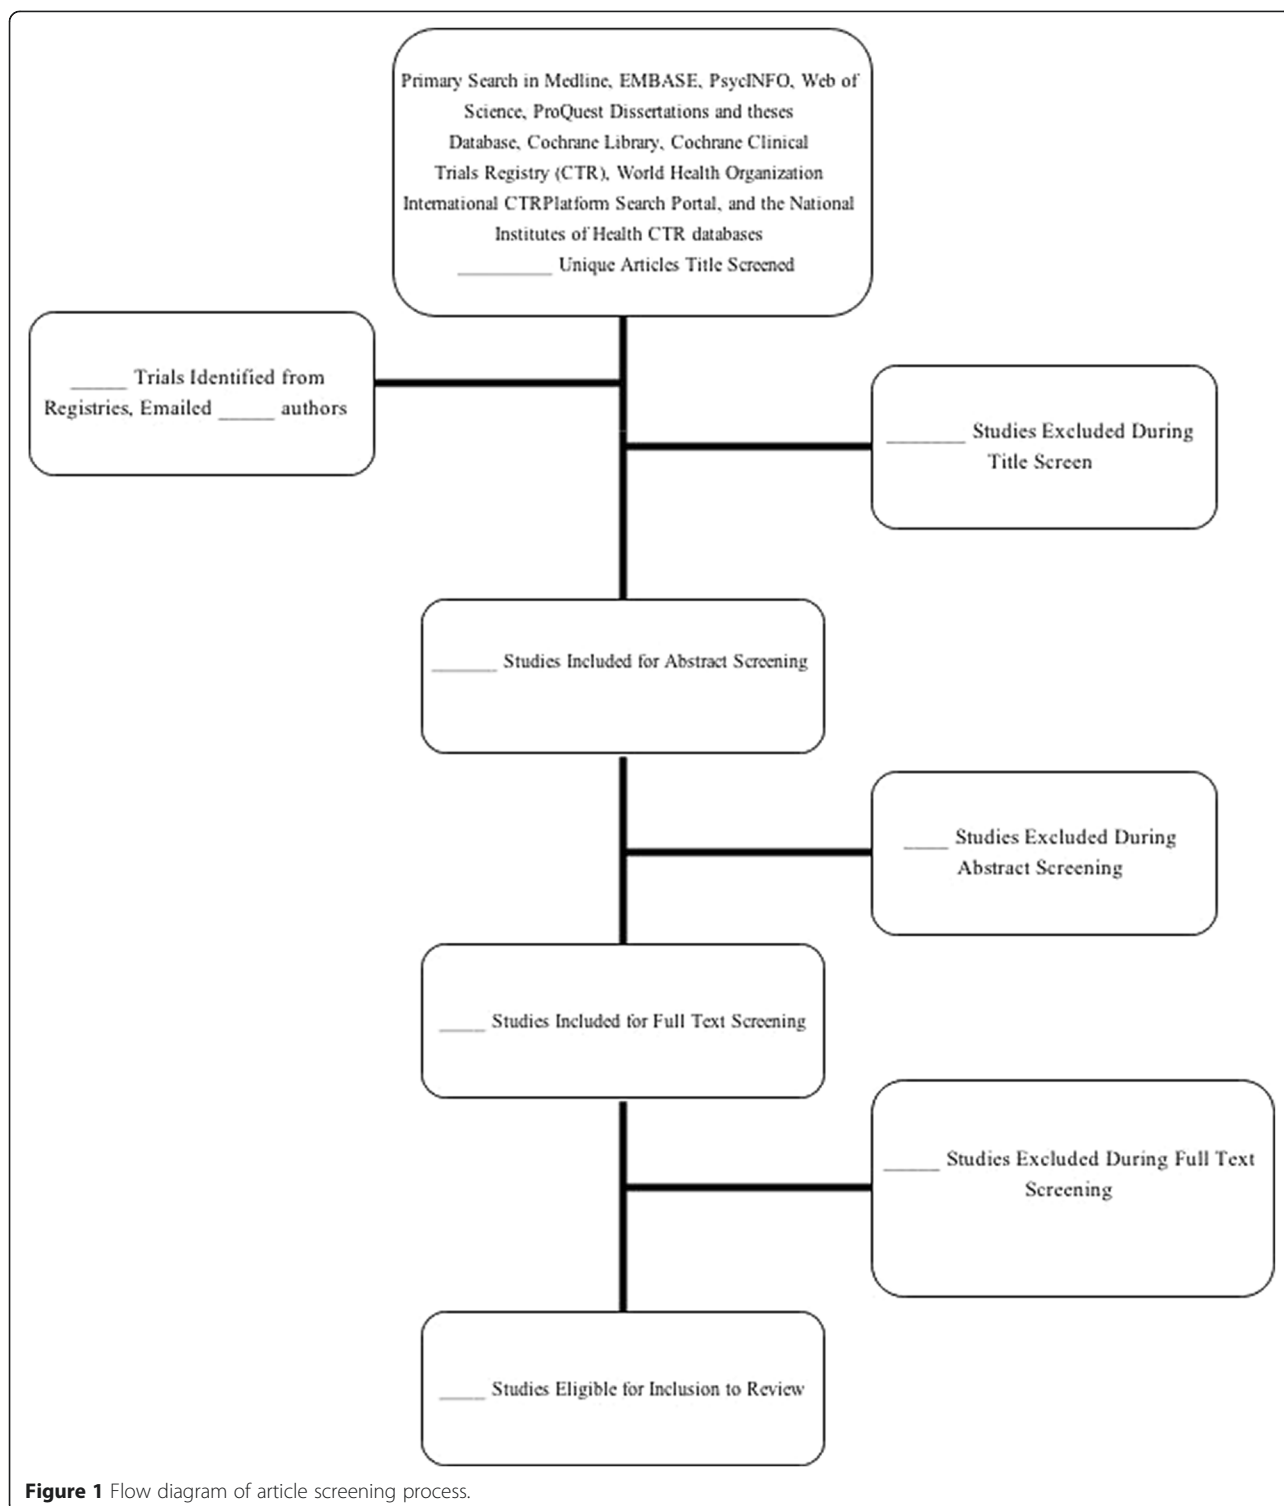 Primary Search in Medline, EMBASE, PsycINFO, Web of
Science, ProQuest Dissertations and theses
Database, Cochrane Library, Cochrane Clinical
Trials Registry (CTR), World Health Organization
International CTRPlatform Search Portal, and the National
Institutes of Health CTR databases
__________ Unique Articles Title Screened
_____ Trials Identified from
Registries, Emailed _____ authors
_______ Studies Excluded During
Title Screen
______ Studies Included for Abstract Screening
____ Studies Excluded During
Abstract Screening
____ Studies Included for Full Text Screening
_____ Studies Excluded During Full Text
Screening
____ Studies Eligible for Inclusion to Review
Figure 1 Flow diagram of article screening process.